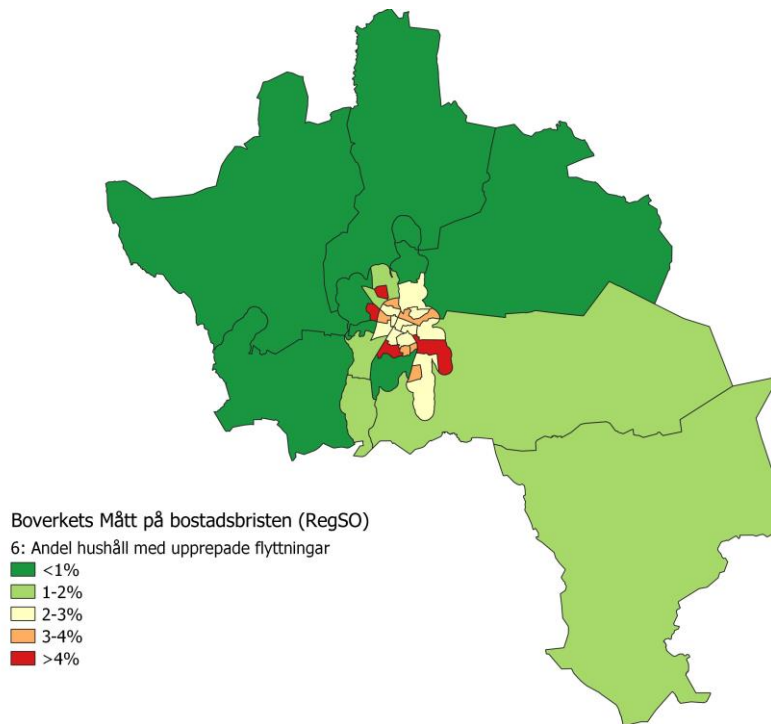 Boverkets Mått på bostadsbristen (RegSO)
6: Andel hushåll med upprepade flyttningar
<1%
1-2%
2-3%
3-4%
>4%